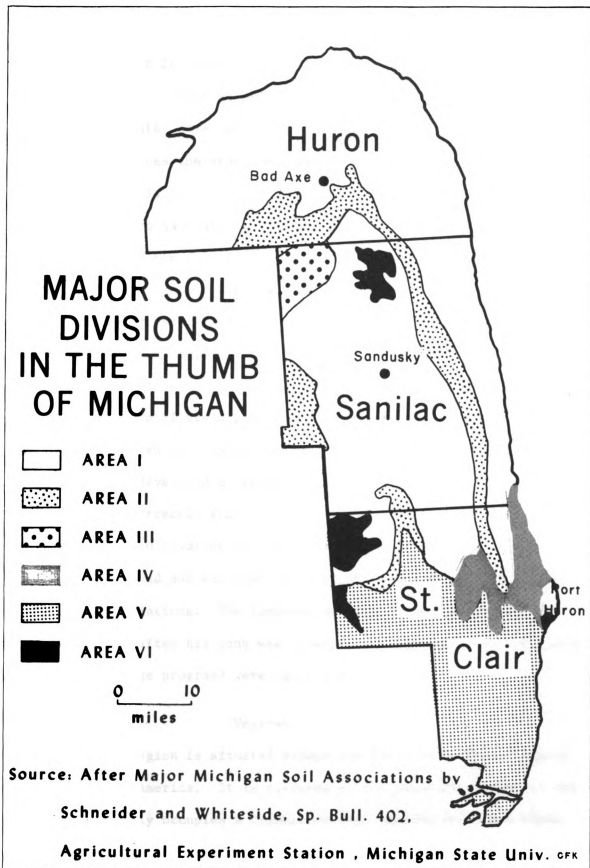 Huron
Bad Axe
MAJOR SOIL
DIVISIONS
IN THE THUMB
OF MICHIGAN
Sandusky
Sanilac
AREA I
AREA II
AREA III
AREA IV
AREA V
AREA VI
St.
Clair
Port
Huron
0 10
miles
Source: After Major Michigan Soil Associations by
Schneider and Whiteside, Sp. Bull. 402.
Agricultural Experiment Station , Michigan State Univ. GFK